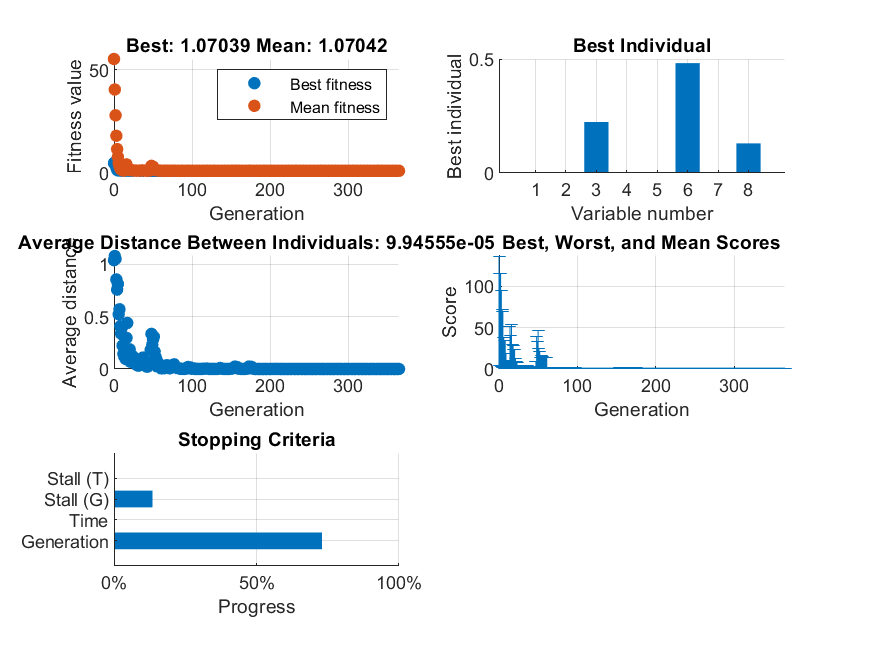 Best: 1.07039 Mean: 1.07042
Fitness value
50
0
Best fitness
Mean fitness
0 100 200 300
Generation
Best Individual
Best individual
0.5
0
1 2 3 4 5 6 7 8
Variable number
Average Distance Between Individuals: 9.94555e-05
Average distance
1
0.5
0
0 100 200 300
Generation
Best, Worst, and Mean Scores
Score
100
50
0
0 100 200 300
Generation
Stopping Criteria
Stall (T)
Stall (G)
Time
Generation
0% 50% 100%
Progress